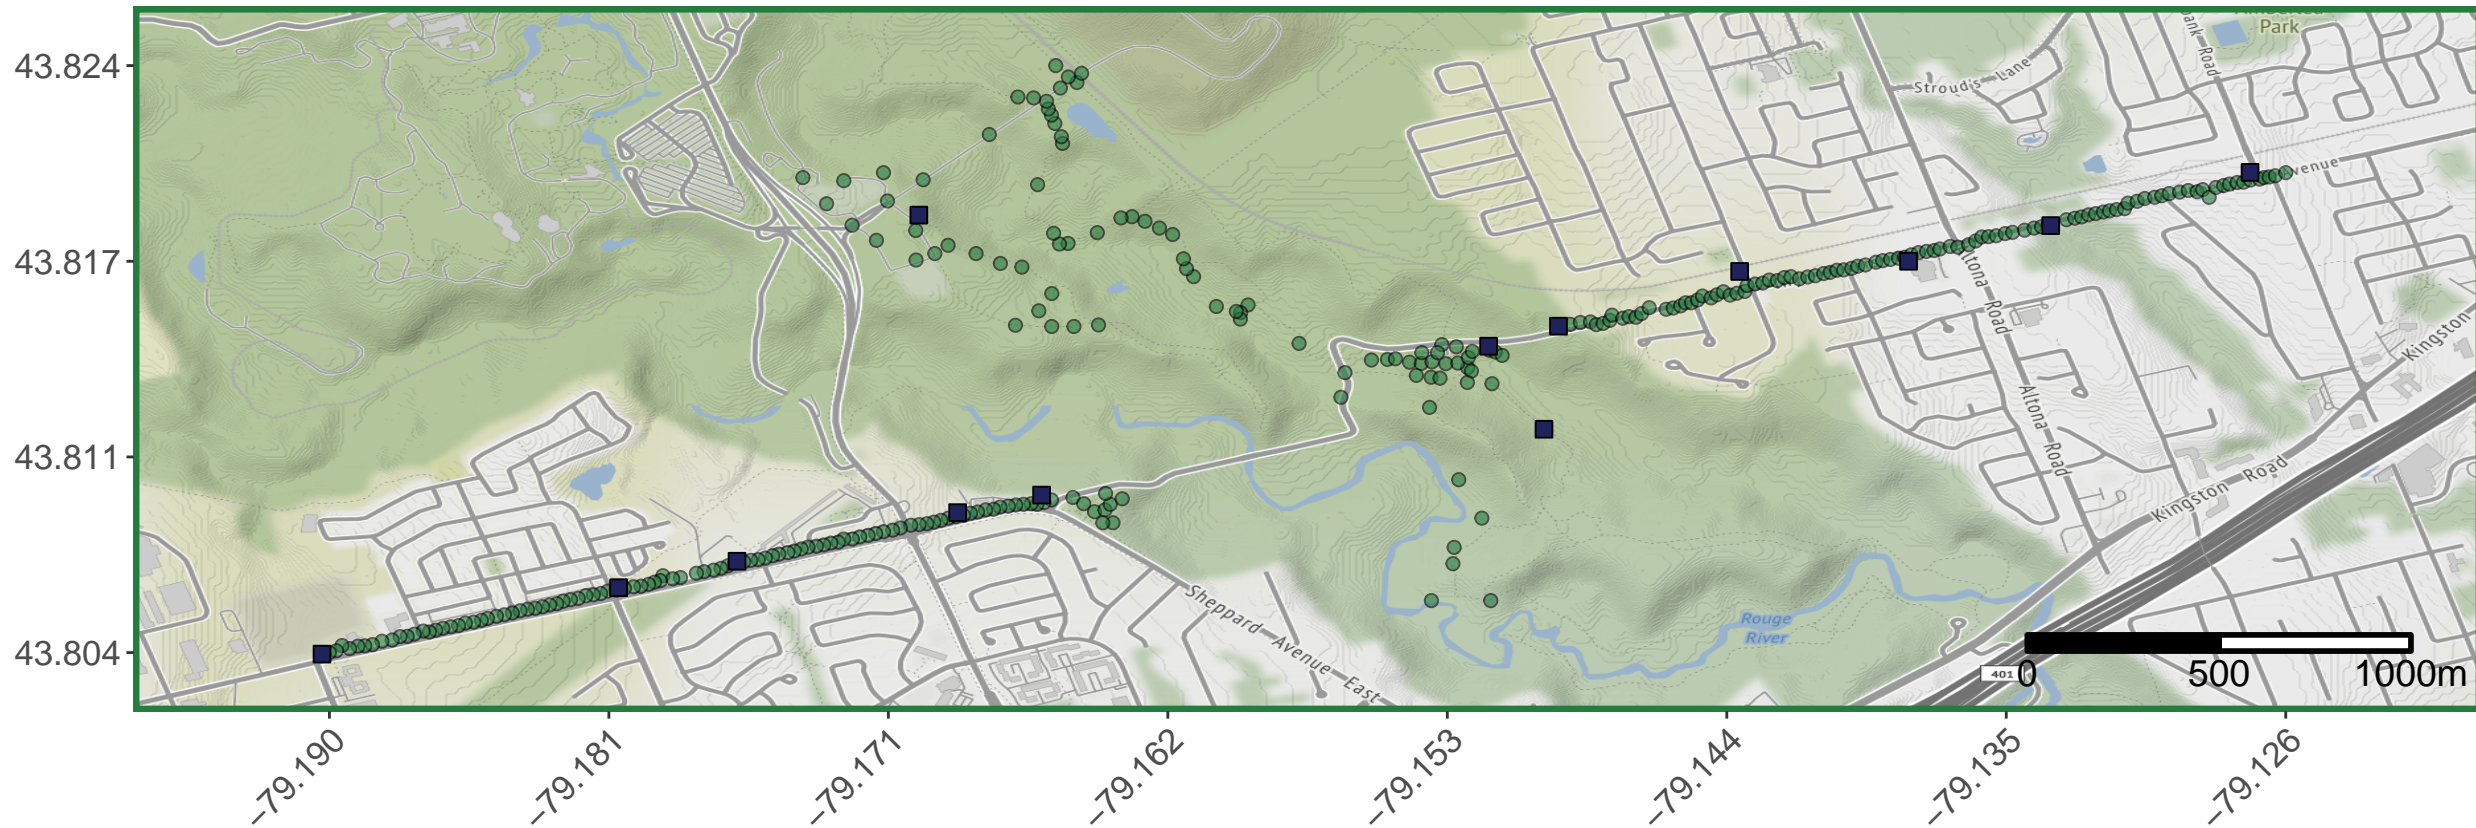 Park
43.824
Stroud's Lane
Avenue
43.817
Altona Road
Kingston
Altona Road
43.811
Kingston Road
Sheppard Avenue East
Rouge
River
43.804
401
0 500 1000m
−79.190 −79.181 −79.171 −79.162 −79.153 −79.144 −79.135 −79.126